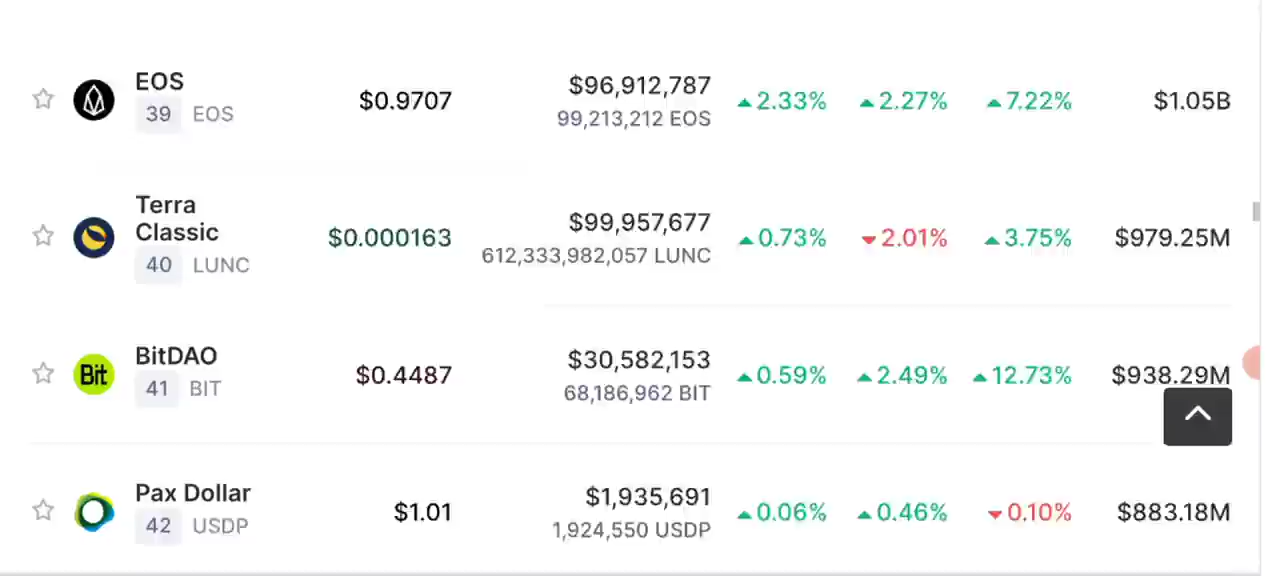 EOS
39 EOS
$0.9707
$96,912,787
99,213,212 EOS
2.33%
2.27%
7.22%
$1.05B
Terra
Classic
40 LUNC
$0.000163
$99,957,677
612,333,982,057 LUNC
0.73%
2.01%
3.75%
$979.25M
Bit
BitDAO
41 BIT
$0.4487
$30,582,153
68,186,962 BIT
0.59%
2.49%
12.73%
$938.29M
Pax Dollar
42 USDP
$1.01
$1,935,691
1,924,550 USDP
0.06%
0.46%
0.10%
$883.18M